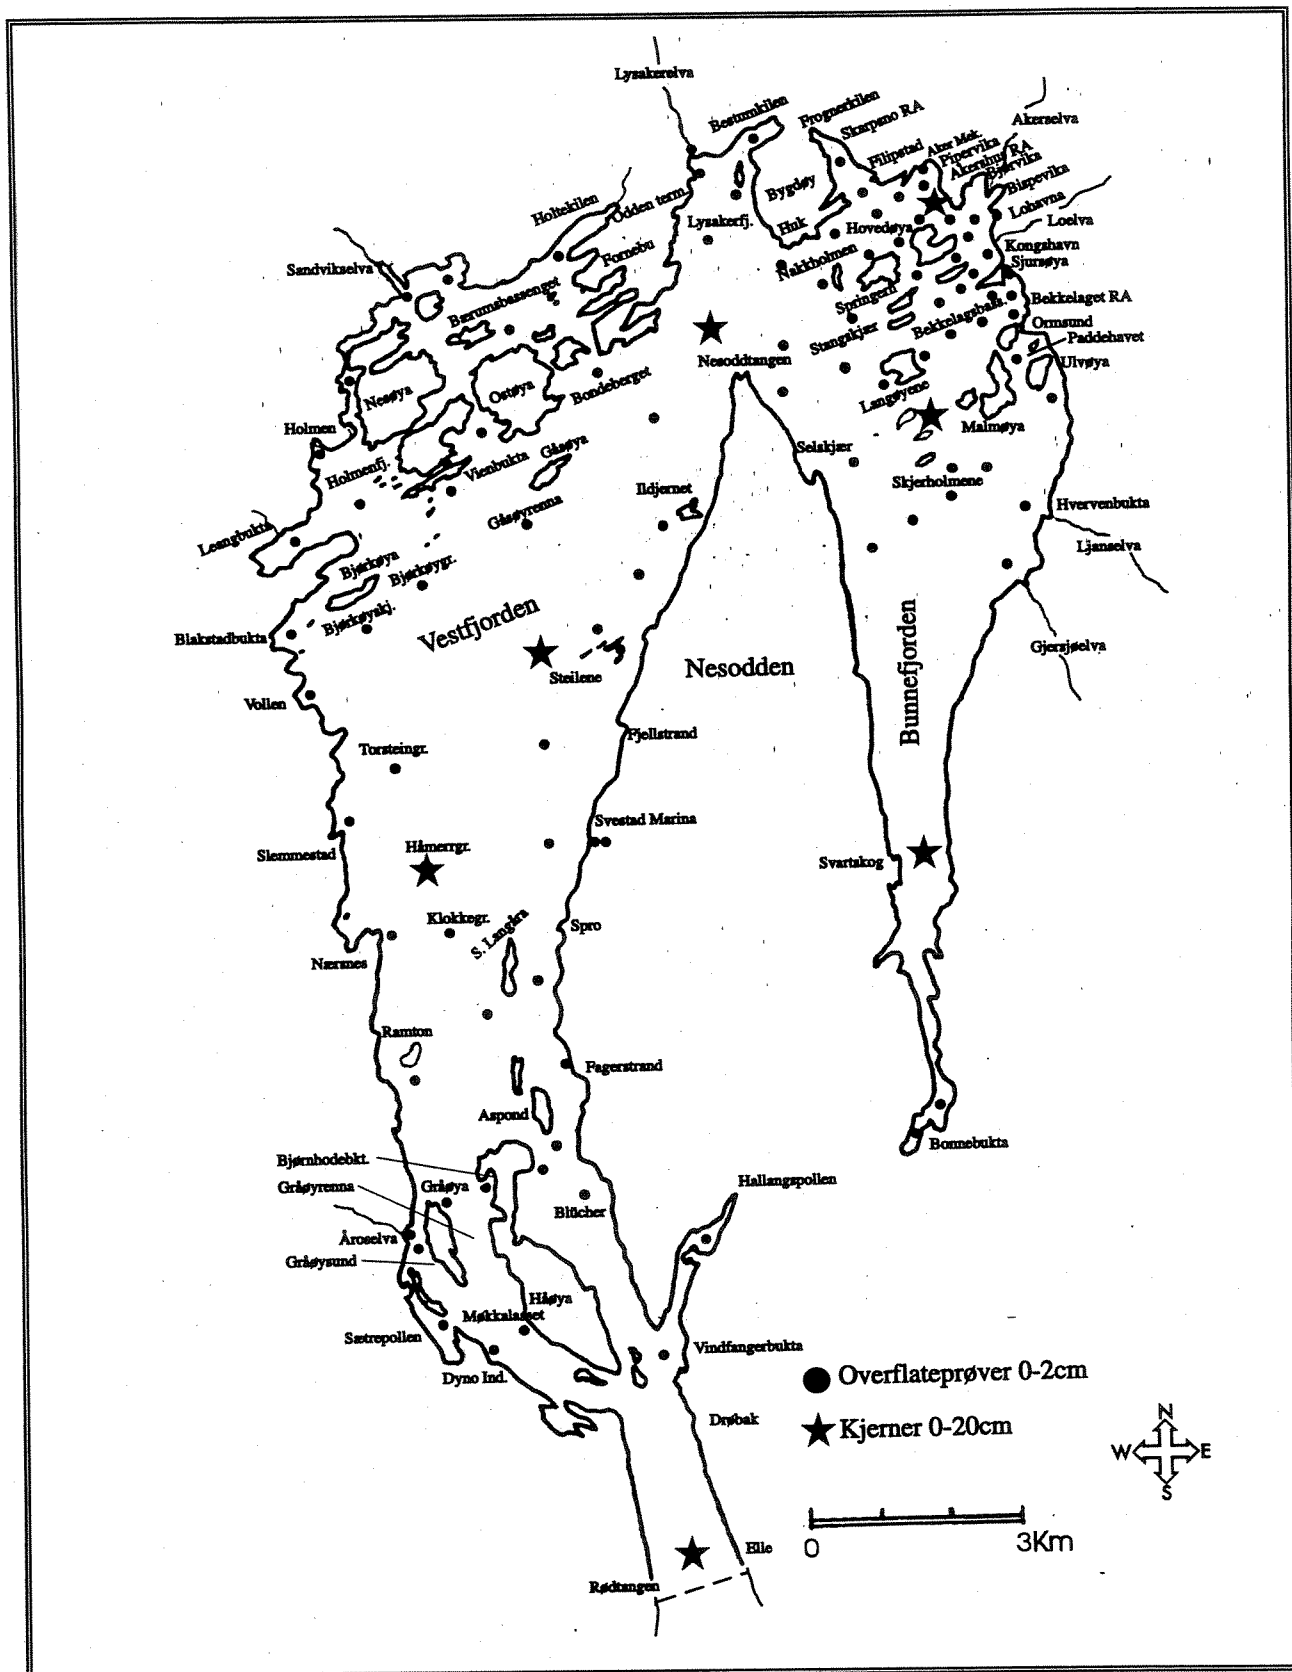 Lysakerelva
Bestumkilen
Frognerkilen
Skarpsno RA
Akerselva
Filipstad
Aker Mek.
Pipervika
Akershus RA
Bjørvika
Bispevika
Lohavna
Loelva
Bygdøy
Huk
Hovedøya
Lysakerfj.
Odden term.
Holtekilen
Fornebu
Sandvikselva
Bærumsbassenget
Nakkholmen
Kongshavn
Sjursøya
Springern
Bekkelaget RA
Bekkelagsbass.
Ormsund
Paddehavet
Ulvøya
Stangskjær
Nesoddtangen
Langøyene
Malmøya
Nesøya
Ostøya
Bondeberget
Holmen
Holmenfj.
Vienbukta
Gåsøya
Selskjær
Skjerholmene
Ildjernet
Gåsøyrenna
Hvervenbukta
Ljanselva
Leangbukta
Bjørkøya
Bjørkøygr.
Bjørkøyskj.
Blakstadbukta
Vestfjorden
Steilene
Nesodden
Bunnefjorden
Gjersjøelva
Vollen
Torsteingr.
Fjellstrand
Svestad Marina
Slemmestad
Håmerrgr.
Svartskog
Klokkegr.
S. Langåra
Spro
Nærsnes
Ramton
Fagerstrand
Aspond
Bonnebukta
Bjørnhodebkt.
Gråøyrenna
Gråøya
Hallangspollen
Blücher
Åroselva
Gråøysund
Håøya
Møkkalasset
Sætrepollen
Dyno Ind.
Vindfangerbukta
Overflateprøver 0-2cm
Drøbak
Kjerner 0-20cm
N
W E
S
0 3Km
Elle
Rødtangen